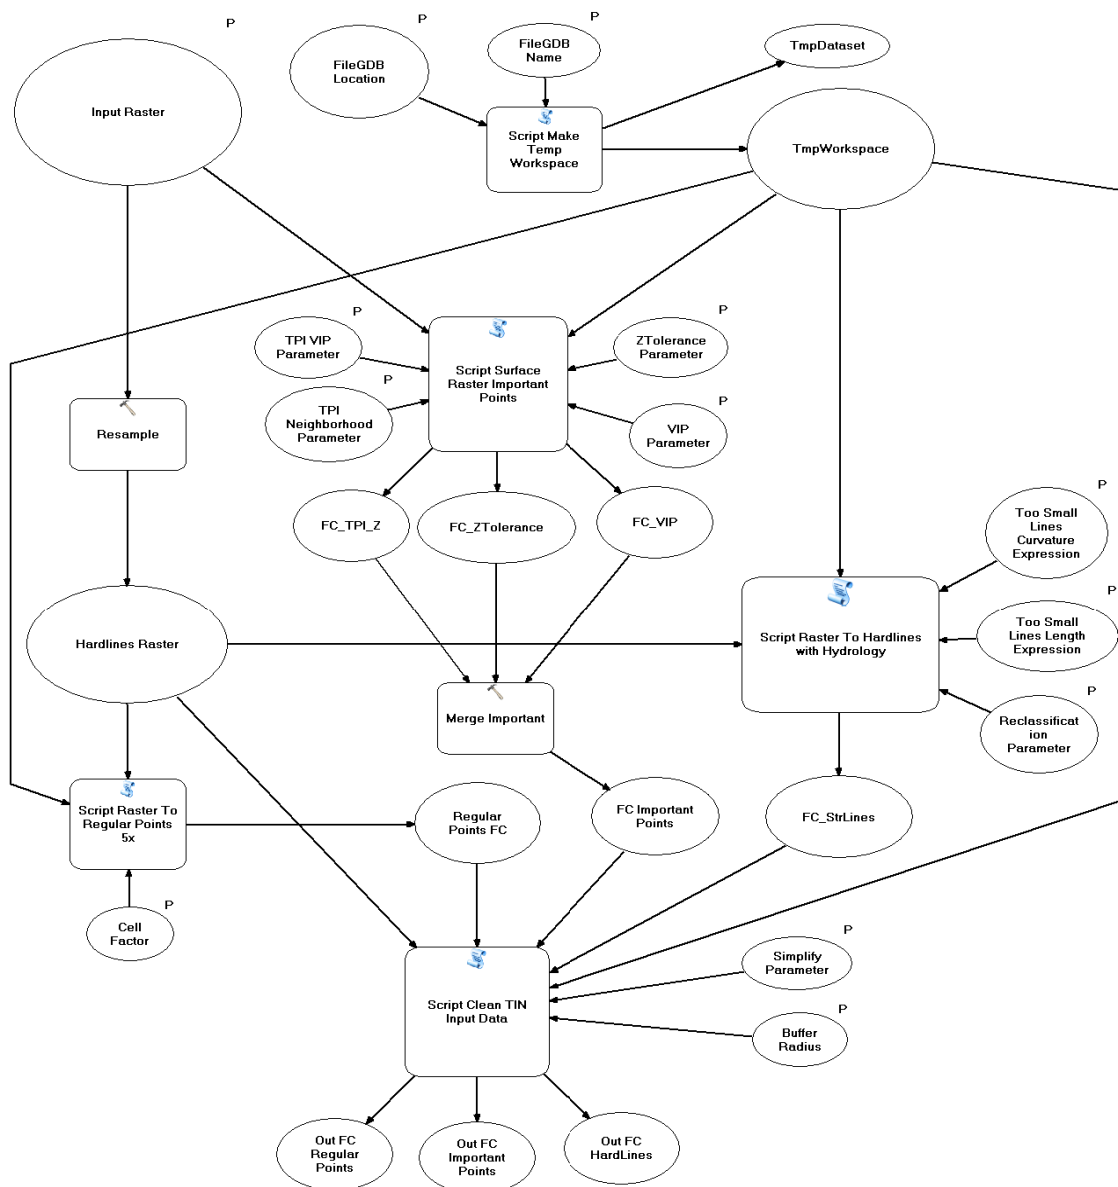 P
P
P
FileGDB
Location
FileGDB
Name
TmpDataset
Input Raster
Script Make
Temp
Workspace
TmpWorkspace
P
P
TPI VIP
Parameter
ZTolerance
Parameter
Script Surface
Raster Important
Points
P
P
TPI
Neighborhood
Parameter
VIP
Parameter
Resample
FC_TPI_Z
FC_ZTolerance
FC_VIP
P
Too Small
Lines
Curvature
Expression
P
Too Small
Lines Length
Expression
Hardlines Raster
Script Raster To Hardlines
with Hydrology
P
Reclassificat
ion
Parameter
Merge Important
Script Raster To
Regular Points
5x
Regular
Points FC
FC Important
Points
FC_StrLines
P
Cell
Factor
P
Simplify
Parameter
Script Clean TIN
Input Data
P
Buffer
Radius
Out FC
Regular
Points
Out FC
Important
Points
Out FC
HardLines